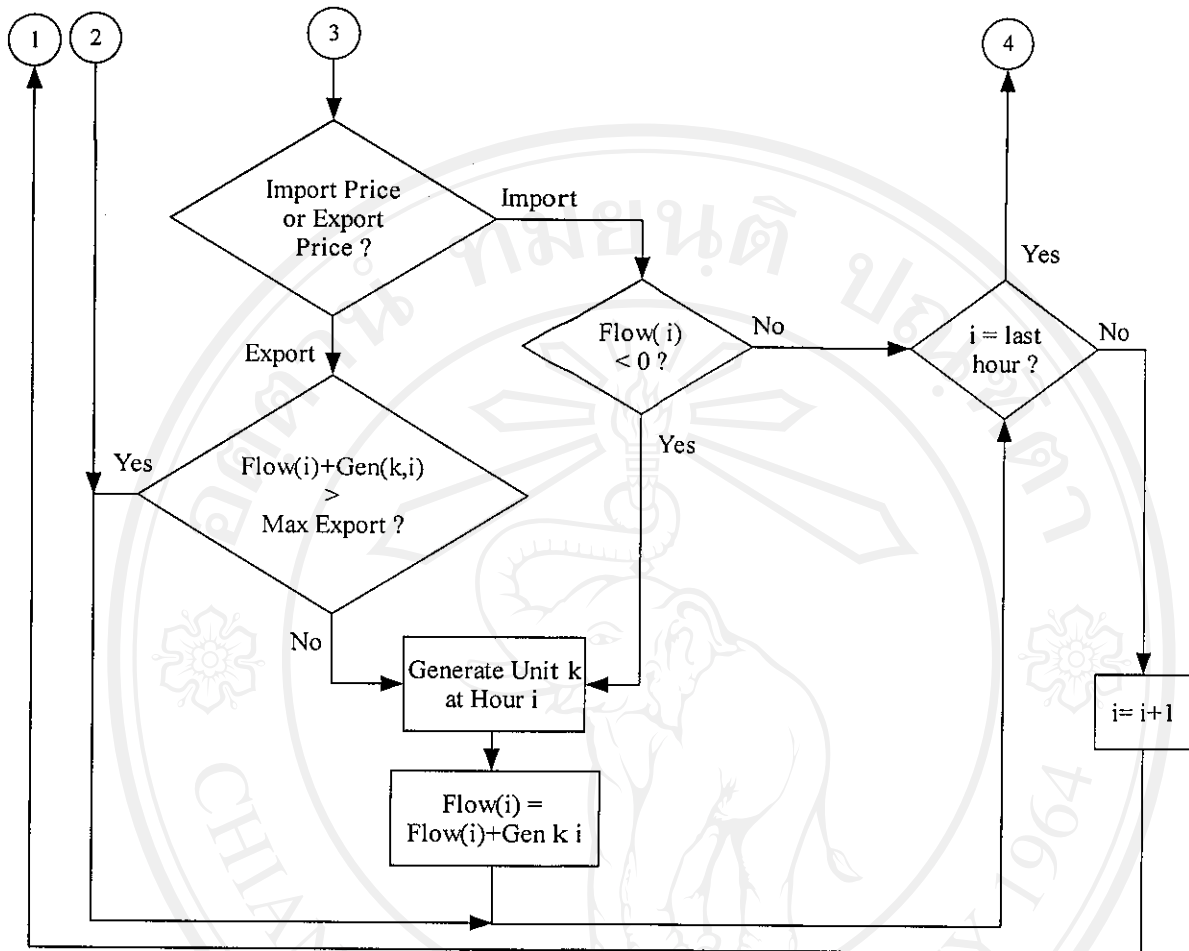 1
2
3
4
Import Price
or Export
Price ?
Import
Export
Flow( i)
< 0 ?
No
Yes
i = last
hour ?
Yes
No
Yes
Flow(i)+Gen(k,i)
>
Max Export ?
No
Generate Unit k
at Hour i
i= i+1
Flow(i) =
Flow(i)+Gen k i
1964